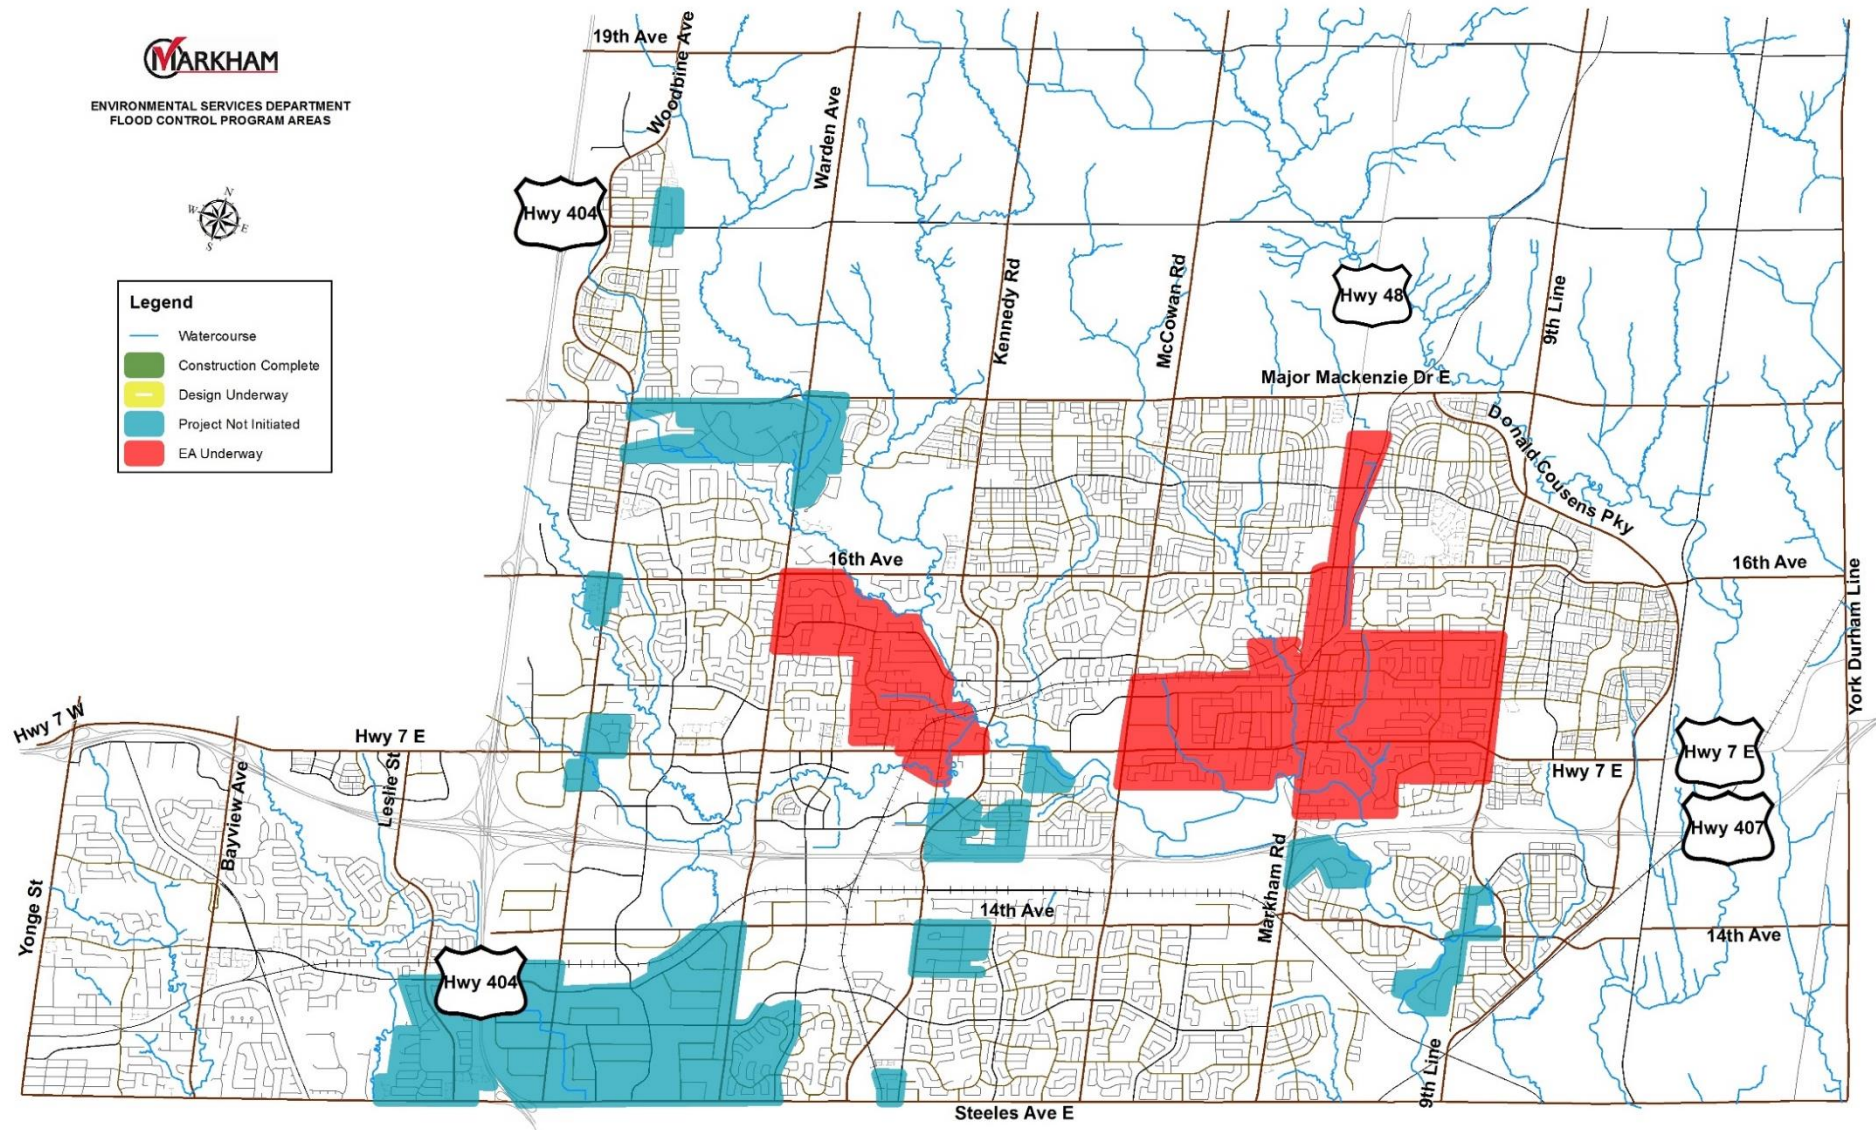 MARKHAM
ENVIRONMENTAL SERVICES DEPARTMENT
FLOOD CONTROL PROGRAM AREAS
N
W
E
S
Legend
Watercourse
Construction Complete
Design Underway
Project Not Initiated
EA Underway
19th Ave
Woodbine Ave
Warden Ave
Hwy 404
Kennedy Rd
McCowan Rd
Hwy 48
9th Line
Major Mackenzie Dr E
Donald Cousens Pky
16th Ave
16th Ave
York Durham Line
Hwy 7 W
Hwy 7 E
Leslie St
Bayview Ave
Yonge St
Hwy 7 E
Hwy 7 E
Hwy 407
Markham Rd
14th Ave
14th Ave
Hwy 404
9th Line
Steeles Ave E